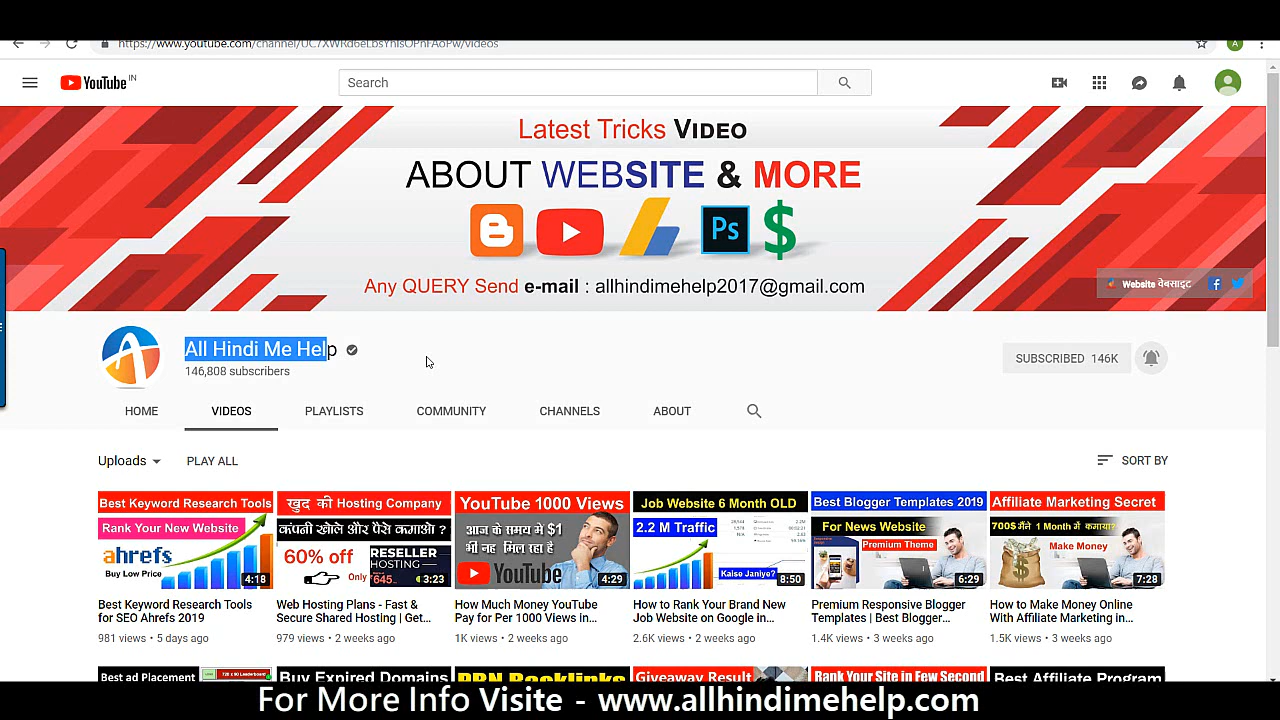 https://www.youtube.com/channel/UC7XWRd6eLbsYhIsOPnFAoPw/videos
A
YouTube IN
Search
Latest Tricks VIDEO
ABOUT WEBSITE & MORE
Ps $
Any QUERY Send e-mail : allhindimehelp2017@gmail.com
Website वेबसाइट
All Hindi Me Help
146,808 subscribers
SUBSCRIBED 146K
HOME VIDEOS PLAYLISTS COMMUNITY CHANNELS ABOUT
Uploads PLAY ALL SORT BY
Best Keyword Research Tools
Rank Your New Website
ahrefs
Buy Low Price
4:18
खुद की Hosting Company
कंपनी खोले और पैसे कमाओ ?
60% off
RESELLER
HOSTING
Only
645
3:23
YouTube 1000 Views
आज के समय मे $1
भी नह मिल रहा है
YouTube
4:29
Job Website 6 Month OLD
2.2 M Traffic
Kaise Janiye?
8:50
Best Blogger Templates 2019
For News Website
Premium Theme
6:29
Affiliate Marketing Secret
700$ मैंने 1 Month में कमाया?
Make Money
7:28
Best Keyword Research Tools
for SEO Ahrefs 2019
981 views • 5 days ago
Web Hosting Plans - Fast &
Secure Shared Hosting | Get...
979 views • 2 weeks ago
How Much Money YouTube
Pay for Per 1000 Views In...
1K views • 2 weeks ago
How to Rank Your Brand New
Job Website on Google in...
2.6K views • 2 weeks ago
Premium Responsive Blogger
Templates | Best Blogger...
1.4K views • 3 weeks ago
How to Make Money Online
With Affiliate Marketing in...
1.5K views • 3 weeks ago
Best ad Placement
Buy Expired Domains
PBN Backlinks
Giveaway Result
Rank Your Site in Few Second
Best Affiliate Program
For More Info Visite - www.allhindimehelp.com